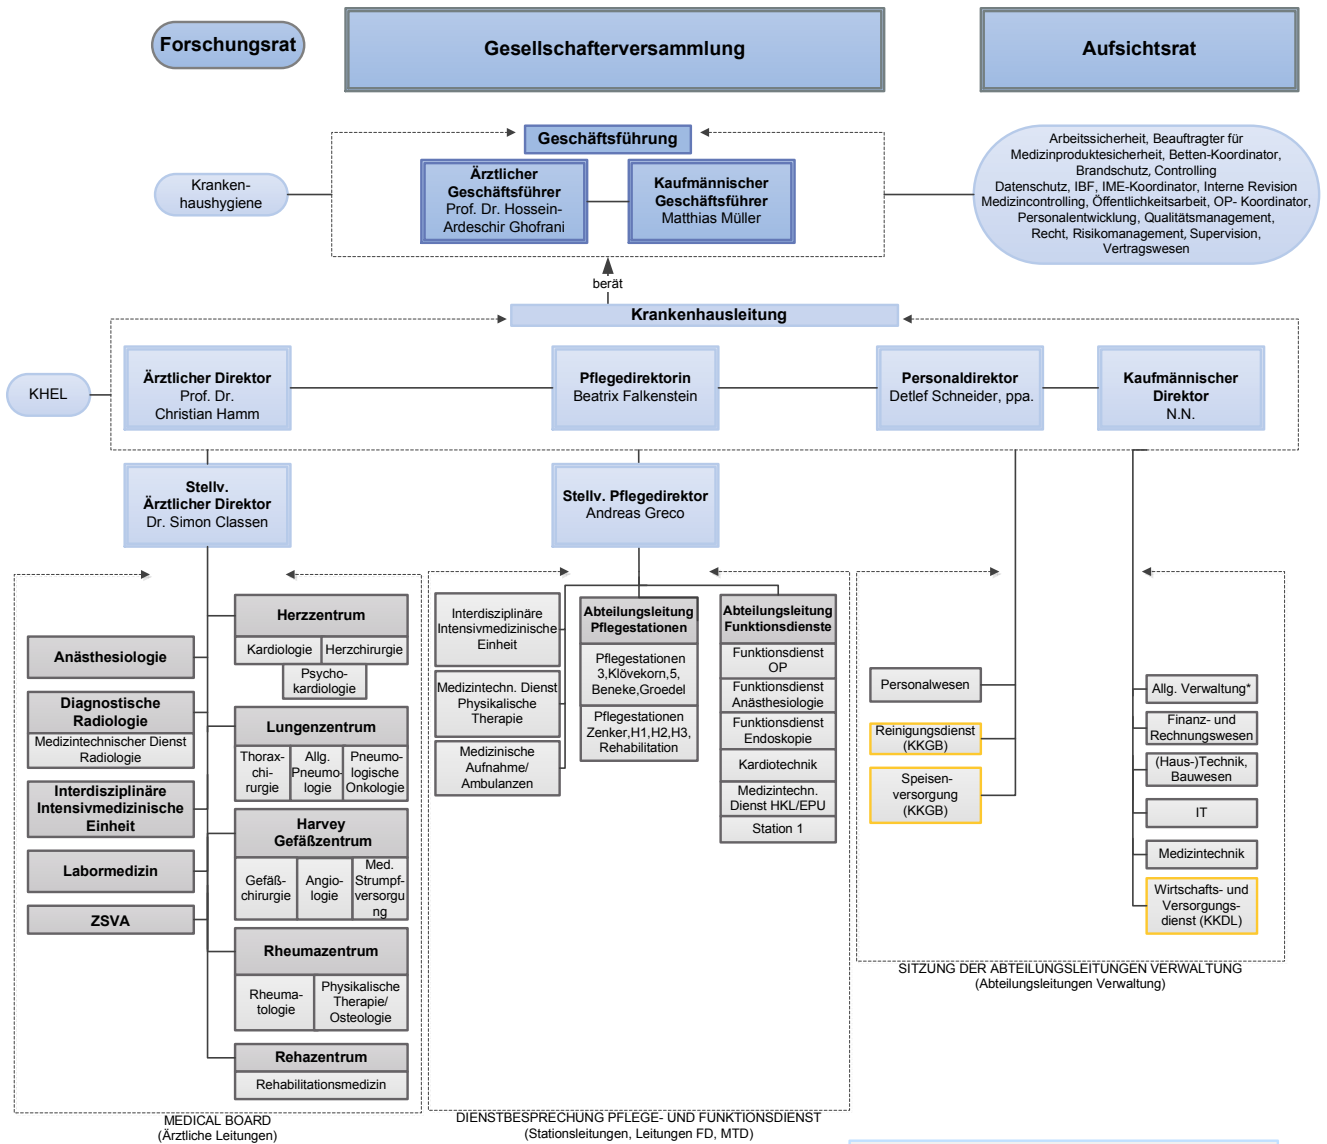 Forschungsrat
Gesellschafterversammlung
Aufsichtsrat
Geschäftsführung
Ärztlicher
Geschäftsführer
Prof. Dr. Hossein-
Ardeschir Ghofrani
Kaufmännischer
Geschäftsführer
Matthias Müller
Kranken-
haushygiene
Arbeitssicherheit, Beauftragter für
Medizinproduktesicherheit, Betten-Koordinator,
Brandschutz, Controlling
Datenschutz, IBF, IME-Koordinator, Interne Revision
Medizincontrolling, Öffentlichkeitsarbeit, OP- Koordinator,
Personalentwicklung, Qualitätsmanagement,
Recht, Risikomanagement, Supervision,
Vertragswesen
berät
Krankenhausleitung
KHEL
Ärztlicher Direktor
Prof. Dr.
Christian Hamm
Pflegedirektorin
Beatrix Falkenstein
Personaldirektor
Detlef Schneider, ppa.
Kaufmännischer
Direktor
N.N.
Stellv.
Ärztlicher Direktor
Dr. Simon Classen
Stellv. Pflegedirektor
Andreas Greco
Anästhesiologie
Diagnostische
Radiologie
Medizintechnischer Dienst
Radiologie
Interdisziplinäre
Intensivmedizinische
Einheit
Labormedizin
ZSVA
Herzzentrum
Kardiologie
Herzchirurgie
Psycho-
kardiologie
Lungenzentrum
Thorax-
chi-
rurgie
Allg.
Pneumo-
logie
Pneumo-
logische
Onkologie
Harvey
Gefäßzentrum
Gefäß-
chirurgie
Angio-
logie
Med.
Strumpf-
versorgu
ng
Rheumazentrum
Rheuma-
tologie
Physikalische
Therapie/
Osteologie
Rehazentrum
Rehabilitationsmedizin
MEDICAL BOARD
(Ärztliche Leitungen)
Interdisziplinäre
Intensivmedizinische
Einheit
Medizintechn. Dienst
Physikalische
Therapie
Medizinische
Aufnahme/
Ambulanzen
Abteilungsleitung
Pflegestationen
Pflegestationen
3,Klövekorn,5,
Beneke,Groedel
Pflegestationen
Zenker,H1,H2,H3,
Rehabilitation
Abteilungsleitung
Funktionsdienste
Funktionsdienst
OP
Funktionsdienst
Anästhesiologie
Funktionsdienst
Endoskopie
Kardiotechnik
Medizintechn.
Dienst HKL/EPU
Station 1
DIENSTBESPRECHUNG PFLEGE- UND FUNKTIONSDIENST
(Stationsleitungen, Leitungen FD, MTD)
Personalwesen
Reinigungsdienst
(KKGB)
Speisen-
versorgung
(KKGB)
Allg. Verwaltung*
Finanz- und
Rechnungswesen
(Haus-)Technik,
Bauwesen
IT
Medizintechnik
Wirtschafts- und
Versorgungs-
dienst (KKDL)
SITZUNG DER ABTEILUNGSLEITUNGEN VERWALTUNG
(Abteilungsleitungen Verwaltung)